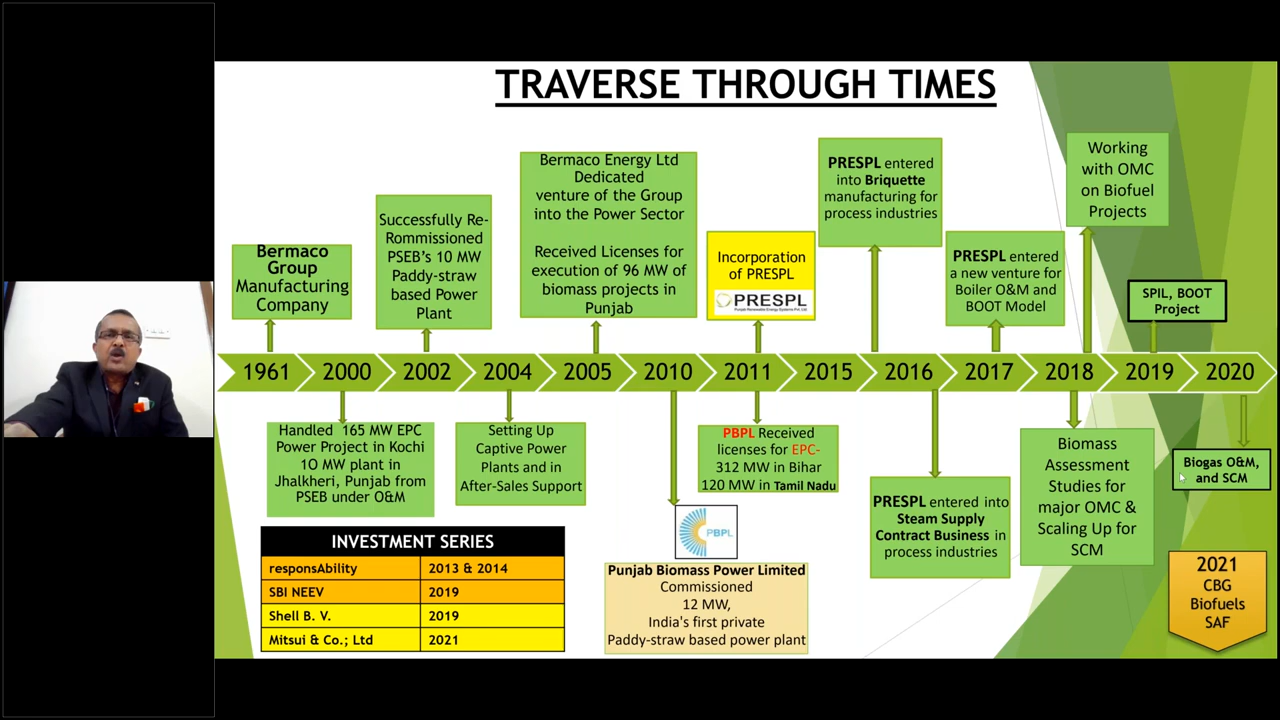 TRAVERSE THROUGH TIMES
Bermaco
Group
Manufacturing
Company
Successfully Re-
Rommissioned
PSEB's 10 MW
Paddy-straw
based Power
Plant
Bermaco Energy Ltd
Dedicated
venture of the Group
into the Power Sector
Received Licenses for
execution of 96 MW of
biomass projects in
Punjab
Incorporation
of PRESPL
PRESPL
Punjab Renewable Energy Systems Pvt. Ltd
PRESPL entered
into Briquette
manufacturing for
process industries
PRESPL entered
a new venture for
Boiler O&M and
BOOT Model
Working
with OMC
on Biofuel
Projects
SPIL, BOOT
Project
1961 2000 2002 2004 2005 2010 2011 2015 2016 2017 2018 2019 2020
Handled 165 MW EPC
Power Project in Kochi
10 MW plant in
Jhalkheri, Punjab from
PSEB under O&M
Setting Up
Captive Power
Plants and in
After-Sales Support
PBPL
Punjab Biomass Power Limited
Commissioned
12 MW,
India's first private
Paddy-straw based power plant
PBPL Received
licenses for EPC-
312 MW in Bihar
120 MW in Tamil Nadu
PRESPL entered into
Steam Supply
Contract Business in
process industries
Biomass
Assessment
Studies for
major OMC &
Scaling Up for
SCM
Biogas O&M,
and SCM
2021
CBG
Biofuels
SAF
INVESTMENT SERIES
responsAbility 2013 & 2014
SBI NEEV 2019
Shell B. V. 2019
Mitsui & Co.; Ltd 2021